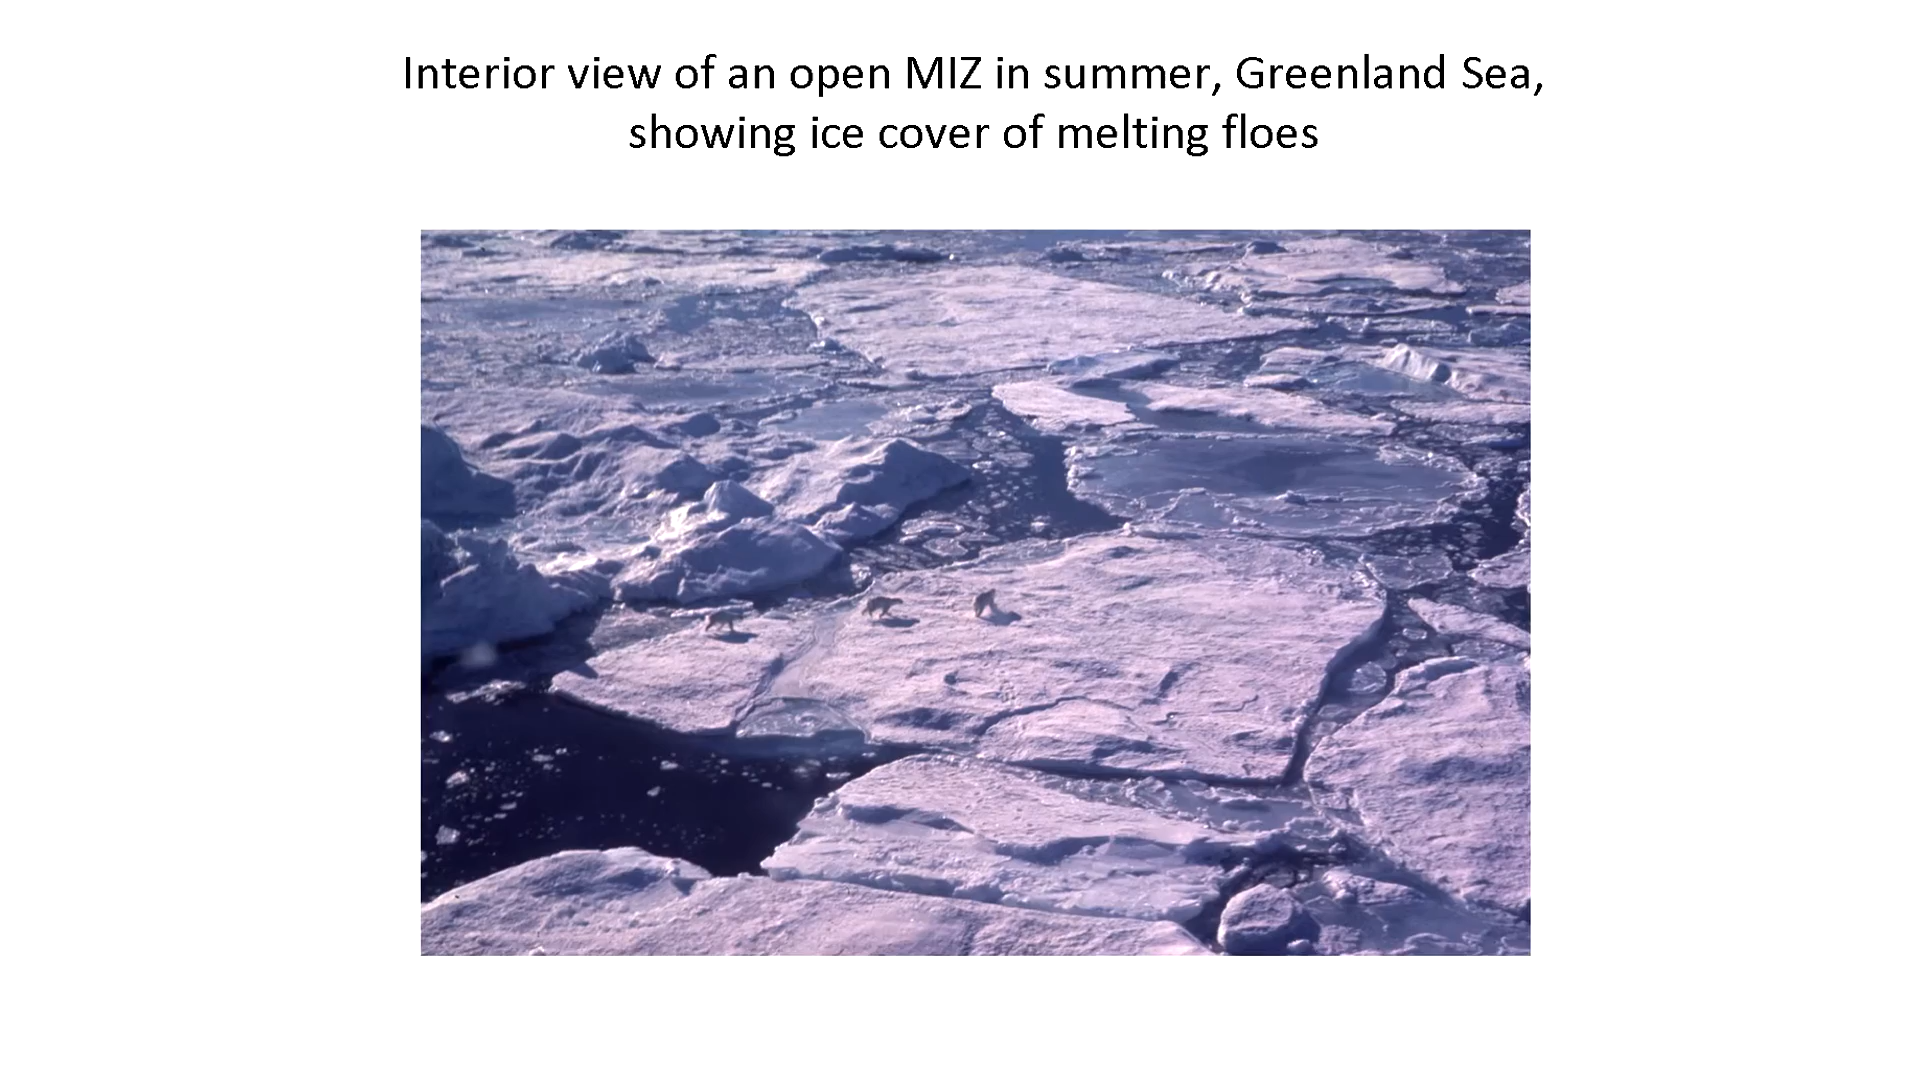 Interior view of an open MIZ in summer, Greenland Sea,
showing ice cover of melting floes